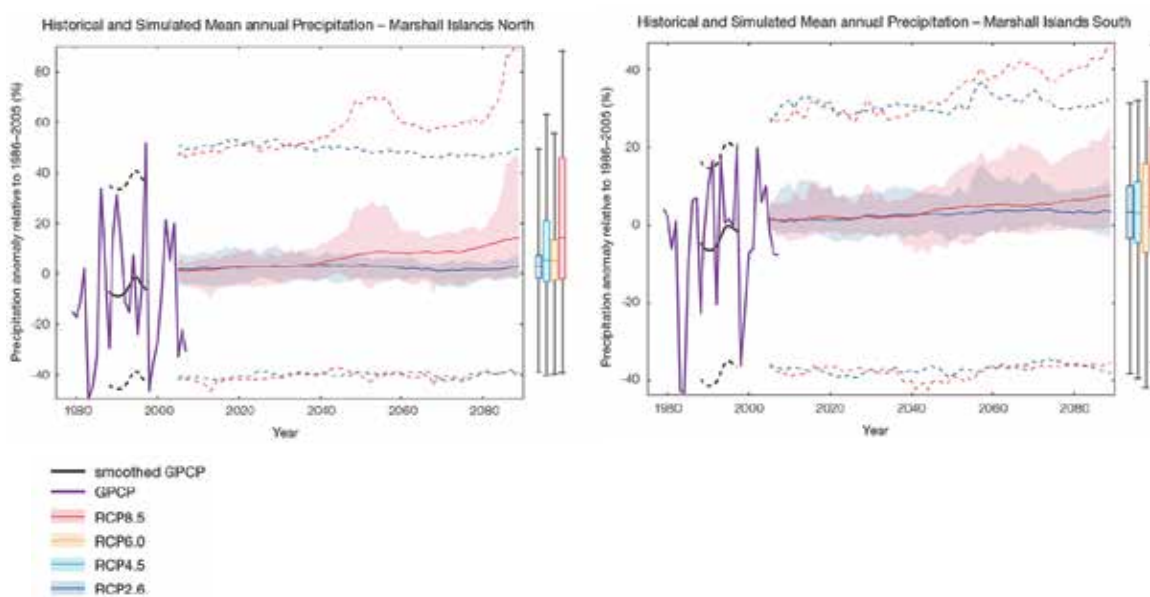 Historical and Simulated Mean annual Precipitation – Marshall Islands North
Precipitation anomaly relative to 1986–2005 (%)
60
60
40
20
0
-20
-40
1980
2000
2020
2040
2060
2080
Year
Historical and Simulated Mean annual Precipitation – Marshall Islands South
Precipitation anomaly relative to 1986–2005 (%)
40
20
0
-20
-40
1980
2000
2020
2040
2060
2080
Year
smoothed GPCP
GPCP
RCP8.5
RCP6.0
RCP4.5
RCP2.6